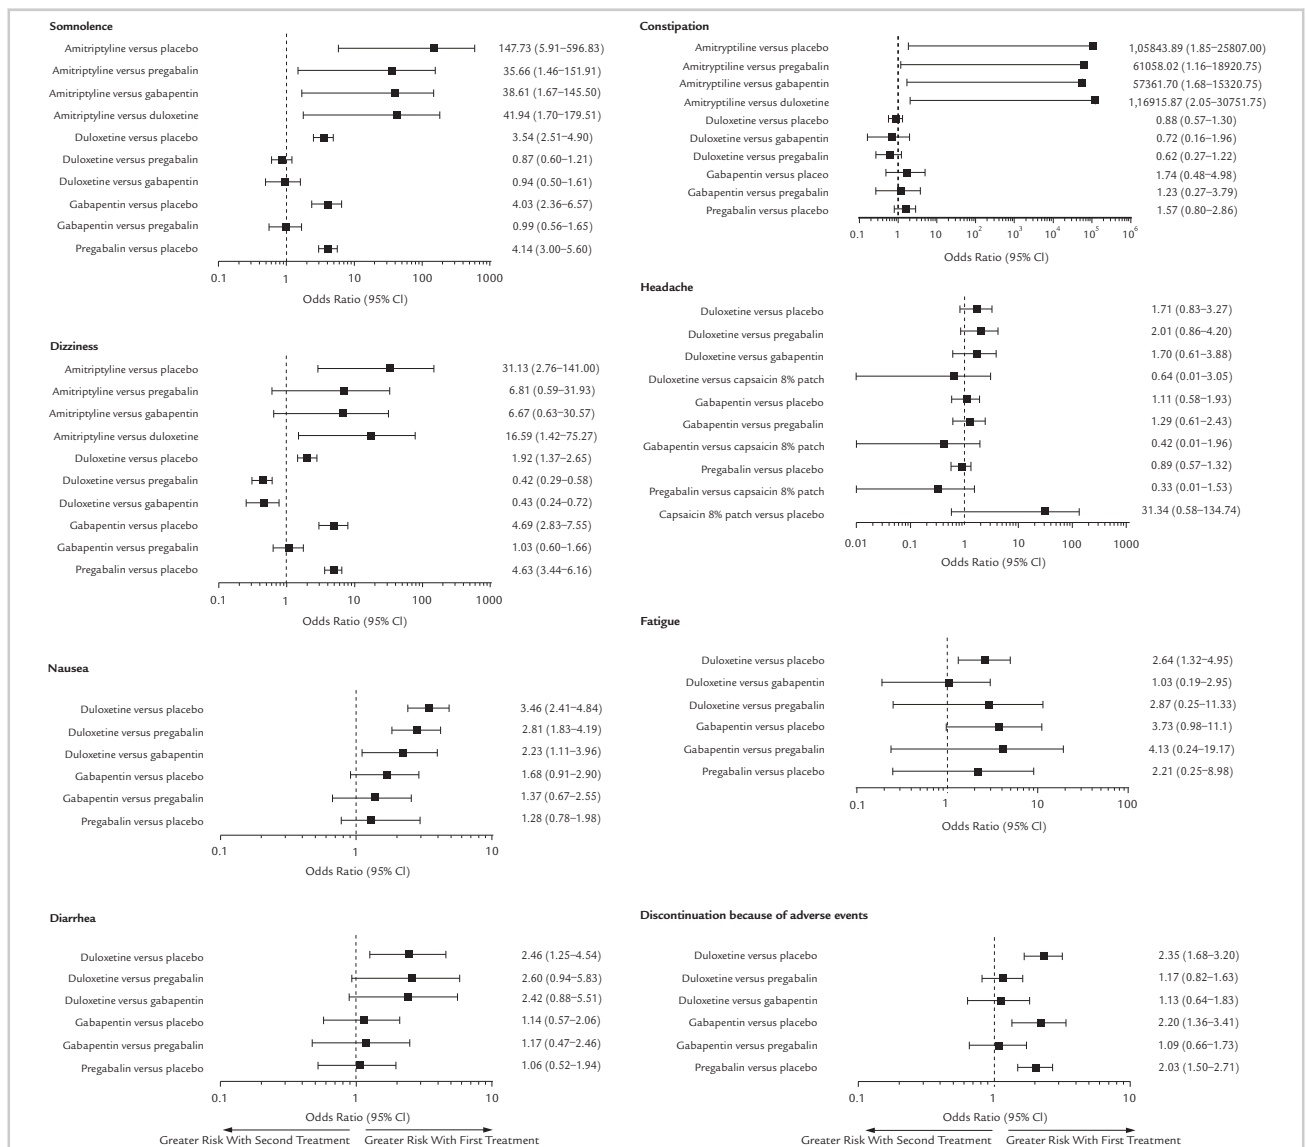 Somnolence
Amitriptyline versus placebo 147.73 (5.91–596.83)
Amitriptyline versus pregabalin 35.66 (1.46–151.91)
Amitriptyline versus gabapentin 38.61 (1.67–145.50)
Amitriptyline versus duloxetine 41.94 (1.70–179.51)
Duloxetine versus placebo 3.54 (2.51–4.90)
Duloxetine versus pregabalin 0.87 (0.60–1.21)
Duloxetine versus gabapentin 0.94 (0.50–1.61)
Gabapentin versus placebo 4.03 (2.36–6.57)
Gabapentin versus pregabalin 0.99 (0.56–1.65)
Pregabalin versus placebo 4.14 (3.00–5.60)
0.1 1 10 100 1000
Odds Ratio (95% Cl)
Dizziness
Amitriptyline versus placebo 31.13 (2.76–141.00)
Amitriptyline versus pregabalin 6.81 (0.59–31.93)
Amitriptyline versus gabapentin 6.67 (0.63–30.57)
Amitriptyline versus duloxetine 16.59 (1.42–75.27)
Duloxetine versus placebo 1.92 (1.37–2.65)
Duloxetine versus pregabalin 0.42 (0.29–0.58)
Duloxetine versus gabapentin 0.43 (0.24–0.72)
Gabapentin versus placebo 4.69 (2.83–7.55)
Gabapentin versus pregabalin 1.03 (0.60–1.66)
Pregabalin versus placebo 4.63 (3.44–6.16)
0.1 1 10 100 1000
Odds Ratio (95% Cl)
Nausea
Duloxetine versus placebo 3.46 (2.41–4.84)
Duloxetine versus pregabalin 2.81 (1.83–4.19)
Duloxetine versus gabapentin 2.23 (1.11–3.96)
Gabapentin versus placebo 1.68 (0.91–2.90)
Gabapentin versus pregabalin 1.37 (0.67–2.55)
Pregabalin versus placebo 1.28 (0.78–1.98)
0.1 1 10
Odds Ratio (95% Cl)
Diarrhea
Duloxetine versus placebo 2.46 (1.25–4.54)
Duloxetine versus pregabalin 2.60 (0.94–5.83)
Duloxetine versus gabapentin 2.42 (0.88–5.51)
Gabapentin versus placebo 1.14 (0.57–2.06)
Gabapentin versus pregabalin 1.17 (0.47–2.46)
Pregabalin versus placebo 1.06 (0.52–1.94)
0.1 1 10
Odds Ratio (95% Cl)
Greater Risk With Second Treatment Greater Risk With First Treatment
Constipation
Amitryptiline versus placebo 1,05843.89 (1.85–25807.00)
Amitryptiline versus pregabalin 61058.02 (1.16–18920.75)
Amitryptiline versus gabapentin 57361.70 (1.68–15320.75)
Amitryptiline versus duloxetine 1,16915.87 (2.05–30751.75)
Duloxetine versus placebo 0.88 (0.57–1.30)
Duloxetine versus gabapentin 0.72 (0.16–1.96)
Duloxetine versus pregabalin 0.62 (0.27–1.22)
Gabapentin versus placeo 1.74 (0.48–4.98)
Gabapentin versus pregabalin 1.23 (0.27–3.79)
Pregabalin versus placebo 1.57 (0.80–2.86)
0.1 1 10 10² 10³ 10⁴ 10⁵ 10⁶
Odds Ratio (95% Cl)
Headache
Duloxetine versus placebo 1.71 (0.83–3.27)
Duloxetine versus pregabalin 2.01 (0.86–4.20)
Duloxetine versus gabapentin 1.70 (0.61–3.88)
Duloxetine versus capsaicin 8% patch 0.64 (0.01–3.05)
Gabapentin versus placebo 1.11 (0.58–1.93)
Gabapentin versus pregabalin 1.29 (0.61–2.43)
Gabapentin versus capsaicin 8% patch 0.42 (0.01–1.96)
Pregabalin versus placebo 0.89 (0.57–1.32)
Pregabalin versus capsaicin 8% patch 0.33 (0.01–1.53)
Capsaicin 8% patch versus placebo 31.34 (0.58–134.74)
0.01 0.1 1 10 100 1000
Odds Ratio (95% Cl)
Fatigue
Duloxetine versus placebo 2.64 (1.32–4.95)
Duloxetine versus gabapentin 1.03 (0.19–2.95)
Duloxetine versus pregabalin 2.87 (0.25–11.33)
Gabapentin versus placebo 3.73 (0.98–11.1)
Gabapentin versus pregabalin 4.13 (0.24–19.17)
Pregabalin versus placebo 2.21 (0.25–8.98)
0.1 1 10 100
Odds Ratio (95% Cl)
Discontinuation because of adverse events
Duloxetine versus placebo 2.35 (1.68–3.20)
Duloxetine versus pregabalin 1.17 (0.82–1.63)
Duloxetine versus gabapentin 1.13 (0.64–1.83)
Gabapentin versus placebo 2.20 (1.36–3.41)
Gabapentin versus pregabalin 1.09 (0.66–1.73)
Pregabalin versus placebo 2.03 (1.50–2.71)
0.1 1 10
Odds Ratio (95% Cl)
Greater Risk With Second Treatment Greater Risk With First Treatment